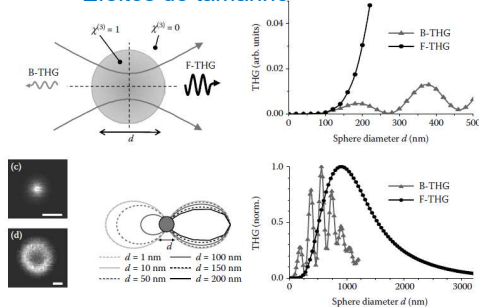 Efeitos de tamanho
χ(3) = 1
χ(3) = 0
B-THG
F-THG
d
THG (arb. units)
0.04
0.02
0.00
B-THG
F-THG
0
100
200
300
400
500
Sphere diameter d (nm)
(c)
(d)
d
d = 1 nm
d = 10 nm
d = 50 nm
d = 100 nm
d = 150 nm
d = 200 nm
THG (norm.)
1.0
0.5
0.0
B-THG
F-THG
0
1000
2000
3000
Sphere diameter d (nm)